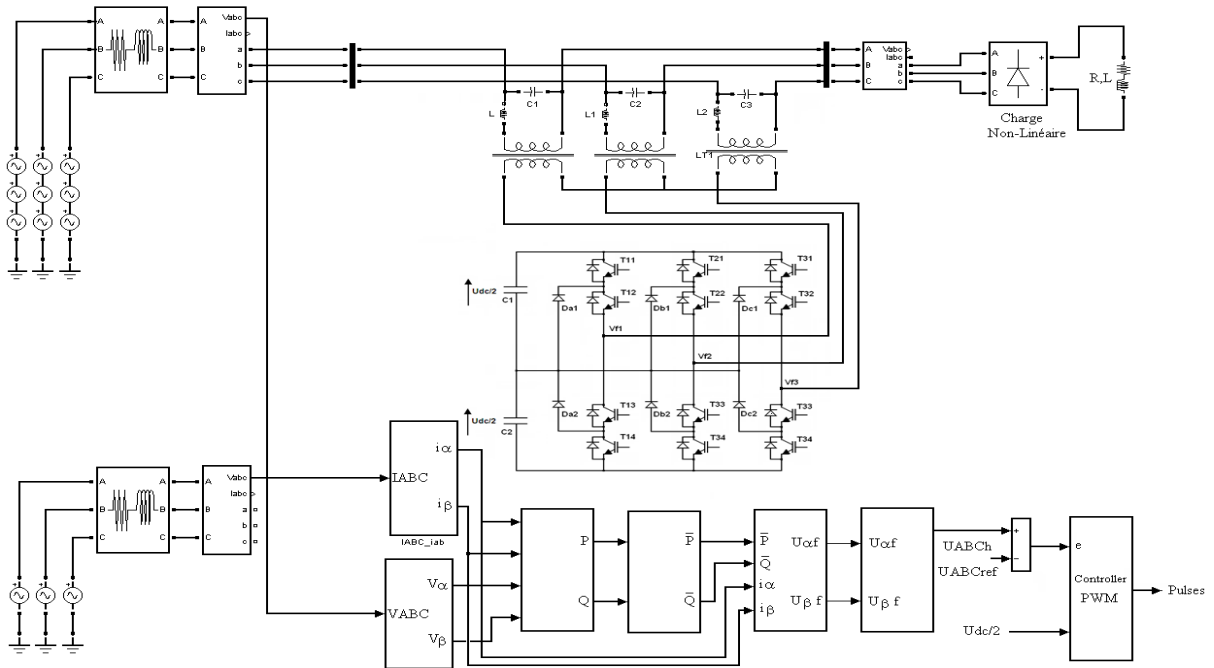 A A
B B
C C
A
B
C
Vabc
Iabc
a
b
c
C1
C2
C3
L
L1
L2
LT1
A
B
C
Vabc
Iabc
a
b
c
A
B
C
+
-
R,L
Charge
Non-Linéaire
+ + +
+ + +
+ + +
T11
T21
T31
Udc/2
C1
T12
T22
T32
Da1
Db1
Dc1
Vf1
Vf2
Vf3
Udc/2
C2
Da2
Db2
Dc2
T13
T33
T33
T14
T34
T34
A A
B B
C C
A
B
C
Vabc
Iabc
a
b
c
+ + +
IABC
iα
iβ
IABC_iab
VABC
Vα
Vβ
P
Q
P̅
Q̅
P̅
Q̅
iα
iβ
Uαf
Uβ f
Uαf
Uβ f
UABCh
UABCref
+
−
e
Controller
PWM
Pulses
Udc/2